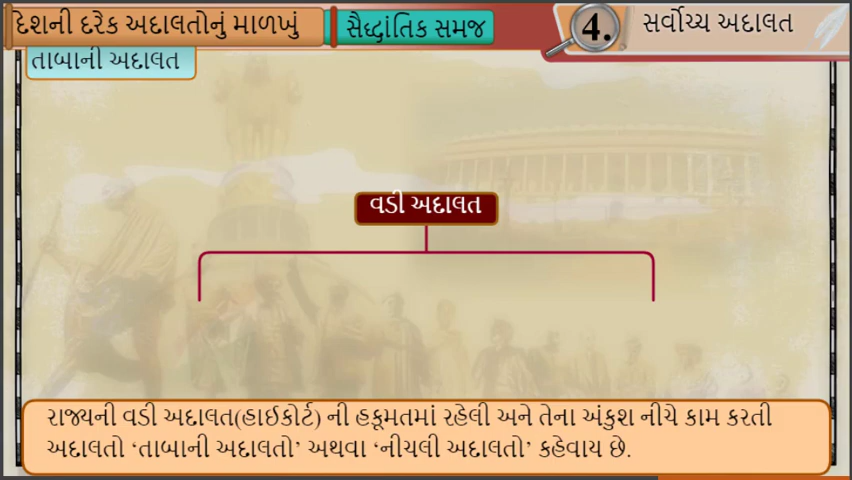 દેશની દરેક અદાલતોનું માળખું
સૈદ્ધાંતિક સમજ
4.
સર્વોચ્ચ અદાલત
તાબાની અદાલત
વડી અદાલત
રાજ્યની વડી અદાલત(હાઈકોર્ટ) ની હકૂમતમાં રહેલી અને તેના અંકુશ નીચે કામ કરતી
અદાલતો ‘તાબાની અદાલતો’ અથવા ‘નીચલી અદાલતો’ કહેવાય છે.